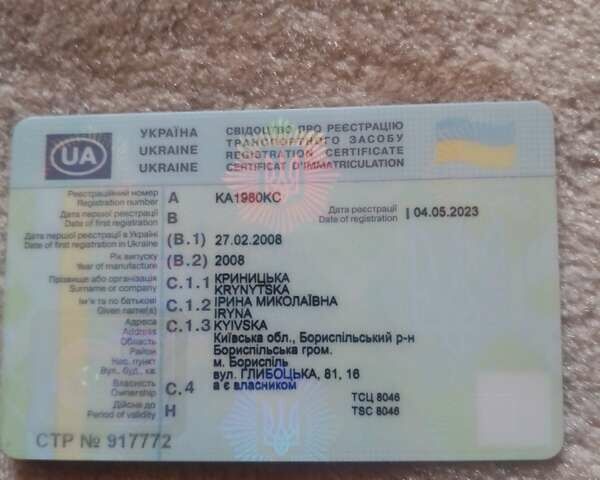 UA
УКРАЇНА
UKRAINE
UKRAINE
СВІДОЦТВО ПРО РЕЄСТРАЦІЮ
ТРАНСПОРТНОГО ЗАСОБУ
REGISTRATION CERTIFICATE
CERTIFICAT D'IMMATRICULATION
Реєстраційний номер A КА1980КС
Registration number
Дата першої реєстрації B Дата реєстрації
Date of first registration Date of registration 04.05.2023
Дата першої реєстрації в Україні (B.1) 27.02.2008
Date of first registration in Ukraine
Рік випуску (B.2) 2008
Year of manufacture
Прізвище або організація C.1.1 КРИНИЦЬКА
Surname or company KRYNYTSKA
Ім'я та по батькові C.1.2 ІРИНА МИКОЛАЇВНА
Given name(s) IRYNA
Адреса C.1.3 KYIVSKA
Address
Область Київська обл., Бориспільський р-н
Район Бориспільська гром.
Нас. пункт м. Бориспіль
Вул., буд., кв. вул. ГЛИБОЦЬКА, 81, 16
Власність C.4 а є власником
Ownership
Дійсне до H ТСЦ 8046
Period of validity TSC 8046
СТР № 917772